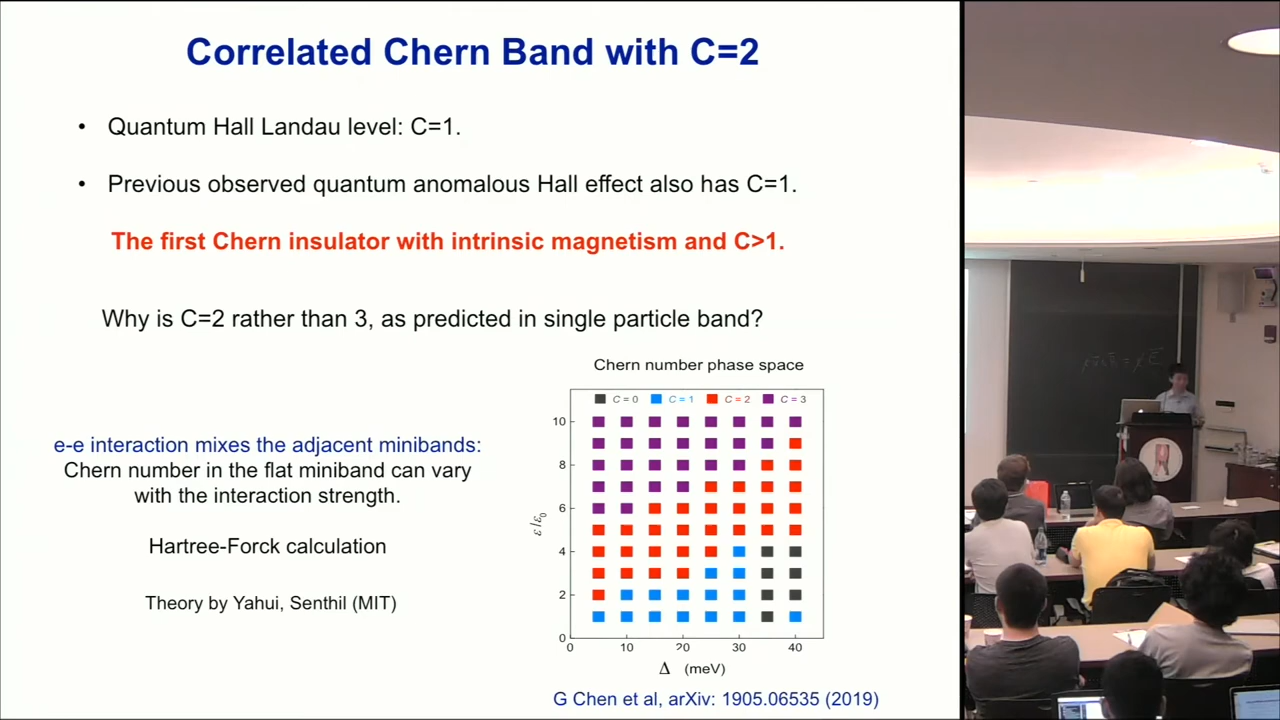 Correlated Chern Band with C=2
• Quantum Hall Landau level: C=1.
• Previous observed quantum anomalous Hall effect also has C=1.
The first Chern insulator with intrinsic magnetism and C>1.
Why is C=2 rather than 3, as predicted in single particle band?
Chern number phase space
C = 0 C = 1 C = 2 C = 3
e-e interaction mixes the adjacent minibands:
Chern number in the flat miniband can vary
with the interaction strength.
Hartree-Forck calculation
Theory by Yahui, Senthil (MIT)
10
8
6
4
2
0
ε/ε₀
0 10 20 30 40
Δ (meV)
G Chen et al, arXiv: 1905.06535 (2019)